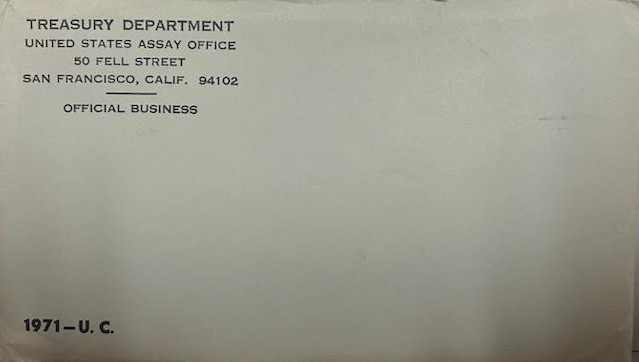 TREASURY DEPARTMENT
UNITED STATES ASSAY OFFICE
50 FELL STREET
SAN FRANCISCO, CALIF. 94102
OFFICIAL BUSINESS
1971–U. C.